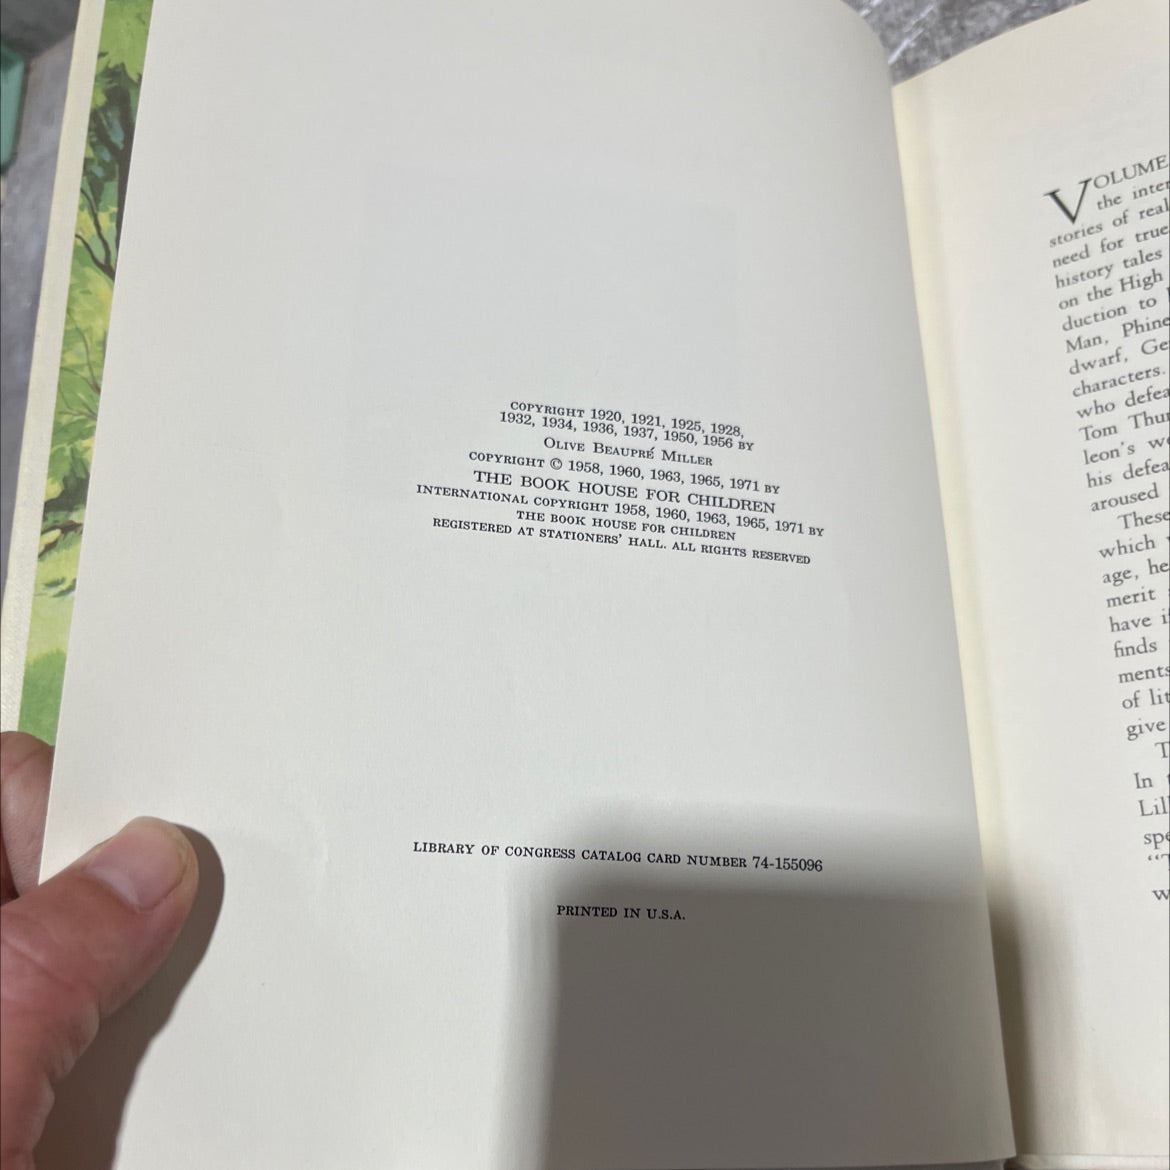 COPYRIGHT 1920, 1921, 1925, 1928,
1932, 1934, 1936, 1937, 1950, 1956 BY
OLIVE BEAUPRÉ MILLER
COPYRIGHT © 1958, 1960, 1963, 1965, 1971 BY
THE BOOK HOUSE FOR CHILDREN
INTERNATIONAL COPYRIGHT 1958, 1960, 1963, 1965, 1971 BY
THE BOOK HOUSE FOR CHILDREN
REGISTERED AT STATIONERS' HALL. ALL RIGHTS RESERVED
LIBRARY OF CONGRESS CATALOG CARD NUMBER 74-155096
PRINTED IN U.S.A.
VOLUME
the inter
stories of real
need for true
history tales
on the High
duction to
Man, Phine
dwarf, Ge
characters.
who defea
Tom Thu
leon's w
his defea
aroused
These
which
age, he
merit
have i
finds
ments
of lit
give
T
In
Lil
spe
"T
w